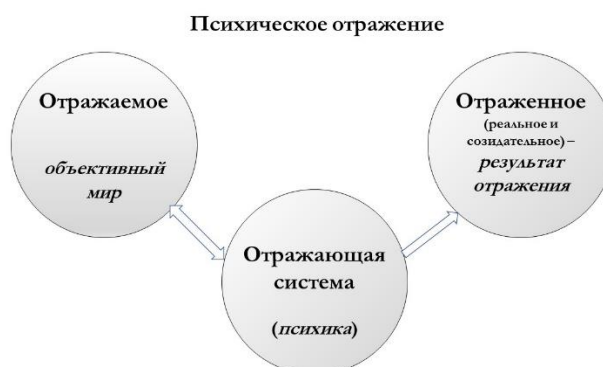 Психическое отражение
Отражаемое
объективный
мир
Отраженное
(реальное и
созидательное) –
результат
отражения
Отражающая
система
(психика)